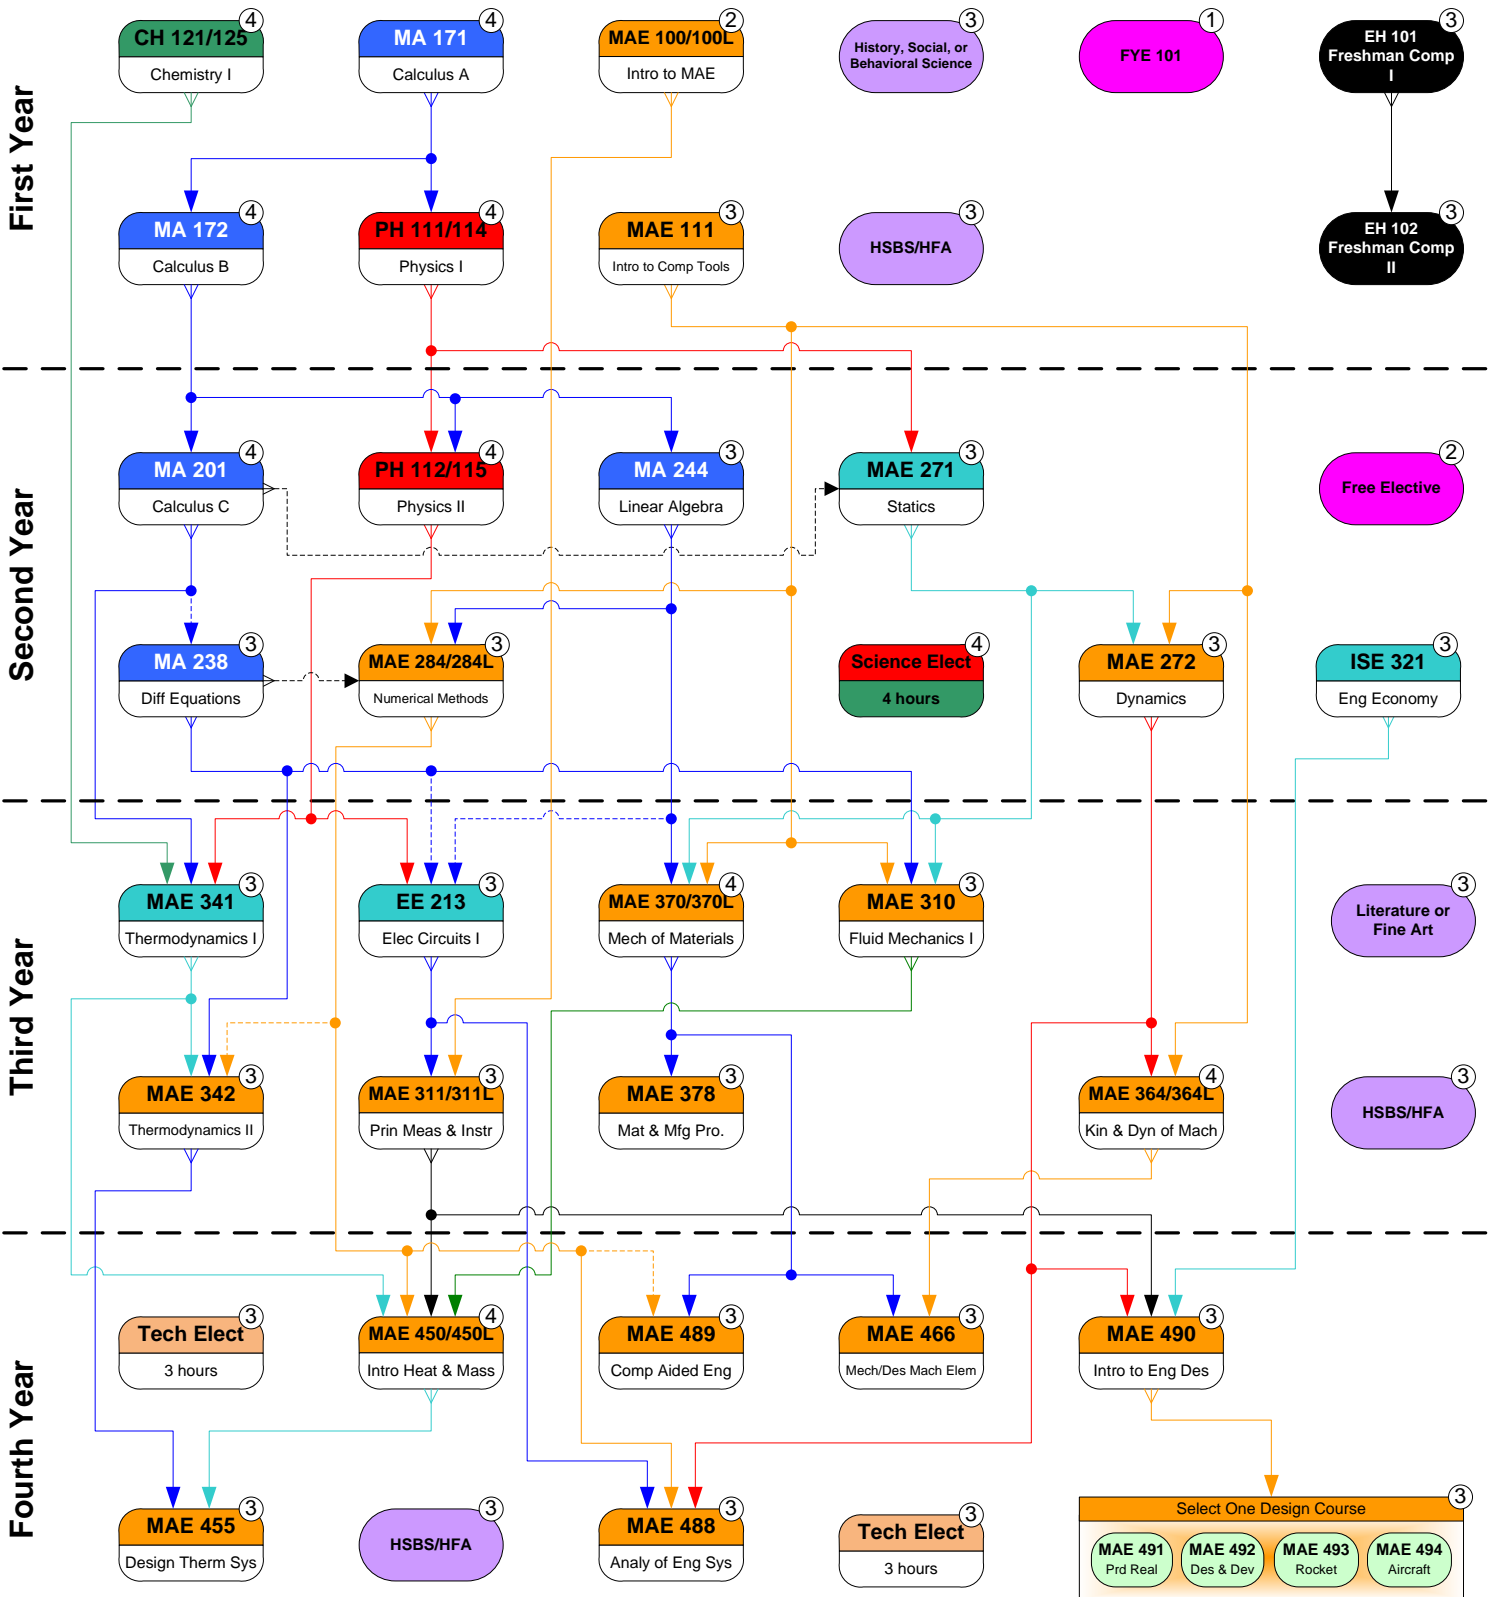 First Year
4
CH 121/125
Chemistry I
4
MA 171
Calculus A
2
MAE 100/100L
Intro to MAE
3
History, Social, or
Behavioral Science
1
FYE 101
3
EH 101
Freshman Comp
I
4
MA 172
Calculus B
4
PH 111/114
Physics I
3
MAE 111
Intro to Comp Tools
3
HSBS/HFA
3
EH 102
Freshman Comp
II
Second Year
4
MA 201
Calculus C
4
PH 112/115
Physics II
3
MA 244
Linear Algebra
3
MAE 271
Statics
2
Free Elective
3
MA 238
Diff Equations
3
MAE 284/284L
Numerical Methods
4
Science Elect
4 hours
3
MAE 272
Dynamics
3
ISE 321
Eng Economy
Third Year
3
MAE 341
Thermodynamics I
3
EE 213
Elec Circuits I
4
MAE 370/370L
Mech of Materials
3
MAE 310
Fluid Mechanics I
3
Literature or
Fine Art
3
MAE 342
Thermodynamics II
3
MAE 311/311L
Prin Meas & Instr
3
MAE 378
Mat & Mfg Pro.
4
MAE 364/364L
Kin & Dyn of Mach
3
HSBS/HFA
Fourth Year
3
Tech Elect
3 hours
4
MAE 450/450L
Intro Heat & Mass
3
MAE 489
Comp Aided Eng
3
MAE 466
Mech/Des Mach Elem
3
MAE 490
Intro to Eng Des
3
MAE 455
Design Therm Sys
3
HSBS/HFA
3
MAE 488
Analy of Eng Sys
3
Tech Elect
3 hours
3
Select One Design Course
MAE 491
Prd Real
MAE 492
Des & Dev
MAE 493
Rocket
MAE 494
Aircraft